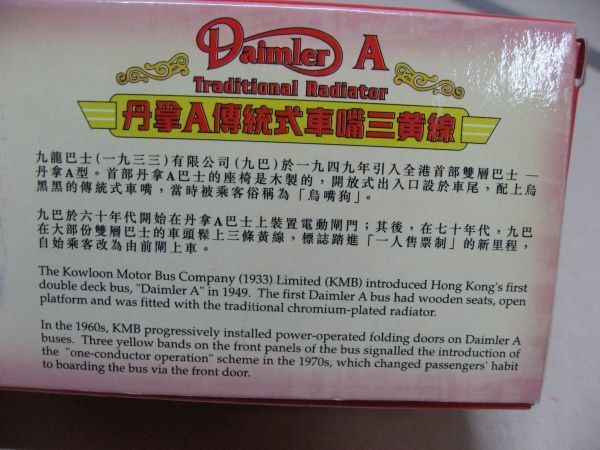 Daimler A
Traditional Radiator
丹拿A傳統式車嘴三黃線
九龍巴士(一九三三)有限公司(九巴)於一九四九年引入全港首部雙層巴士 —
丹拿A型。首部丹拿A巴士的座椅是木製的，開放式出入口設於車尾，配上烏
黑黑的傳統式車嘴，當時被乘客俗稱為「烏嘴狗」。
九巴於六十年代開始在丹拿A巴士上裝置電動閘門；其後，在七十年代，九巴
在大部份雙層巴士的車頭髹上三條黃線，標誌踏進「一人售票制」的新里程，
自始乘客改為由前閘上車。
The Kowloon Motor Bus Company (1933) Limited (KMB) introduced Hong Kong's first
double deck bus, "Daimler A" in 1949. The first Daimler A bus had wooden seats, open
platform and was fitted with the traditional chromium-plated radiator.
In the 1960s, KMB progressively installed power-operated folding doors on Daimler A
buses. Three yellow bands on the front panels of the bus signalled the introduction of
the "one-conductor operation" scheme in the 1970s, which changed passengers' habit
to boarding the bus via the front door.